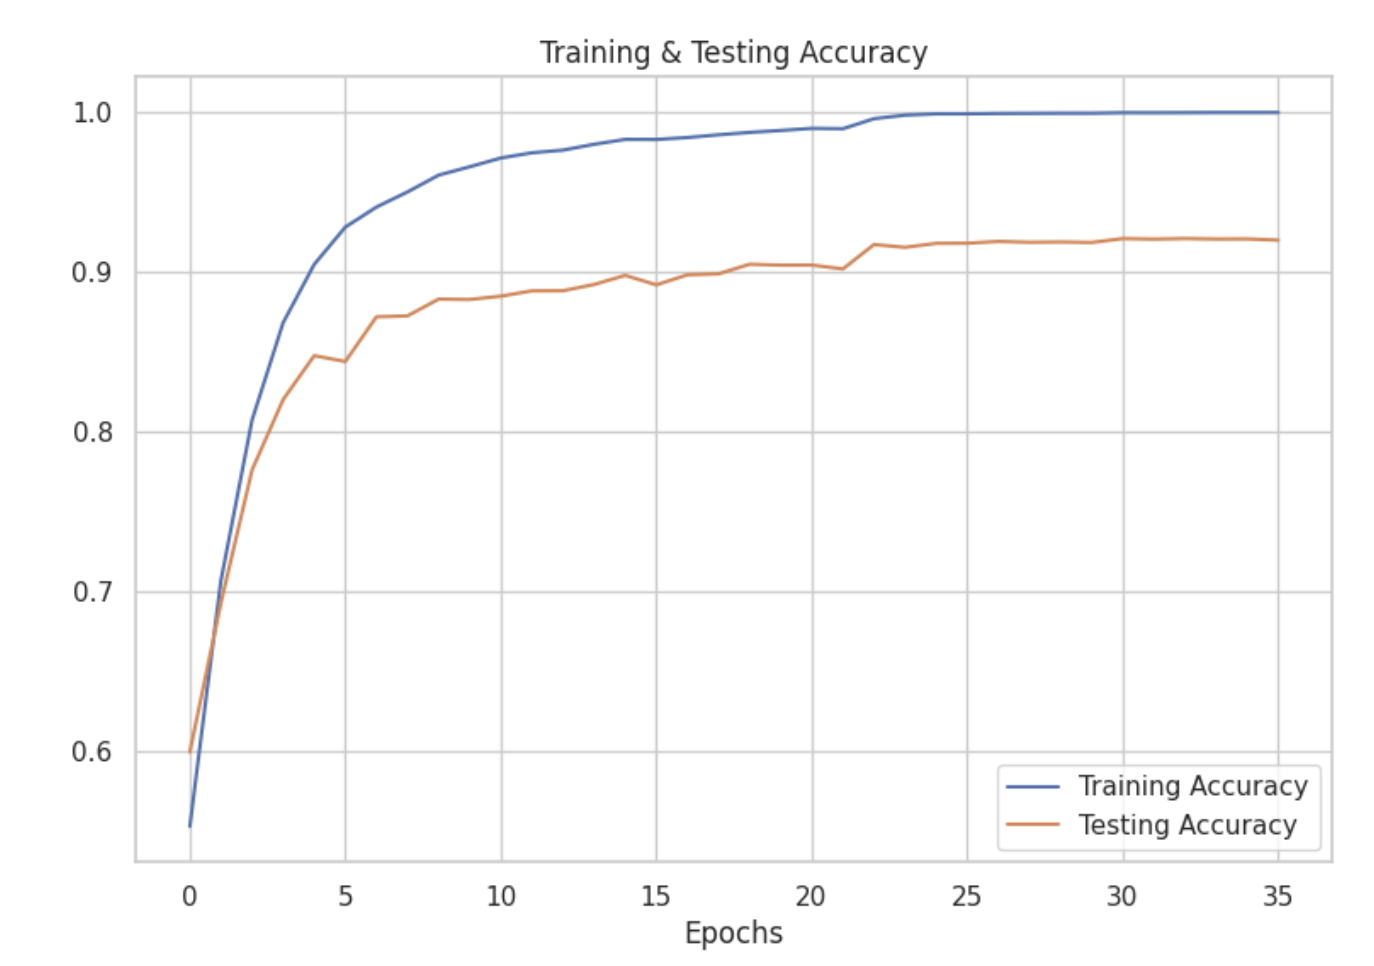 Training & Testing Accuracy
1.0
0.9
0.8
0.7
0.6
Training Accuracy
Testing Accuracy
0 5 10 15 20 25 30 35
Epochs